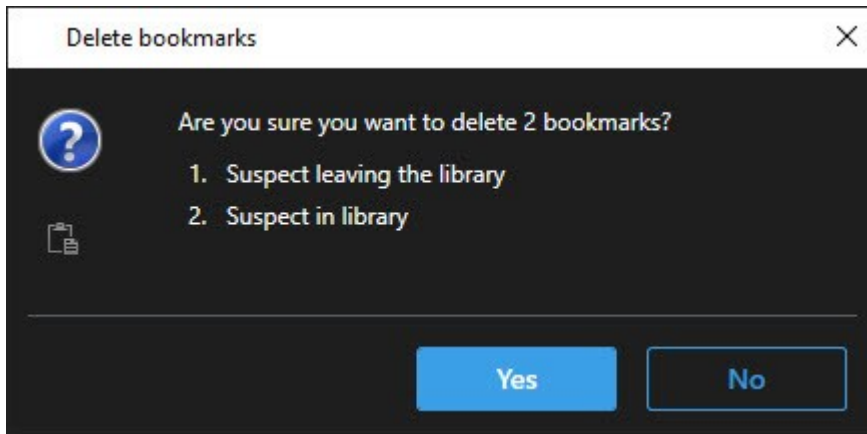 Delete bookmarks
Are you sure you want to delete 2 bookmarks?
1. Suspect leaving the library
2. Suspect in library
Yes
No